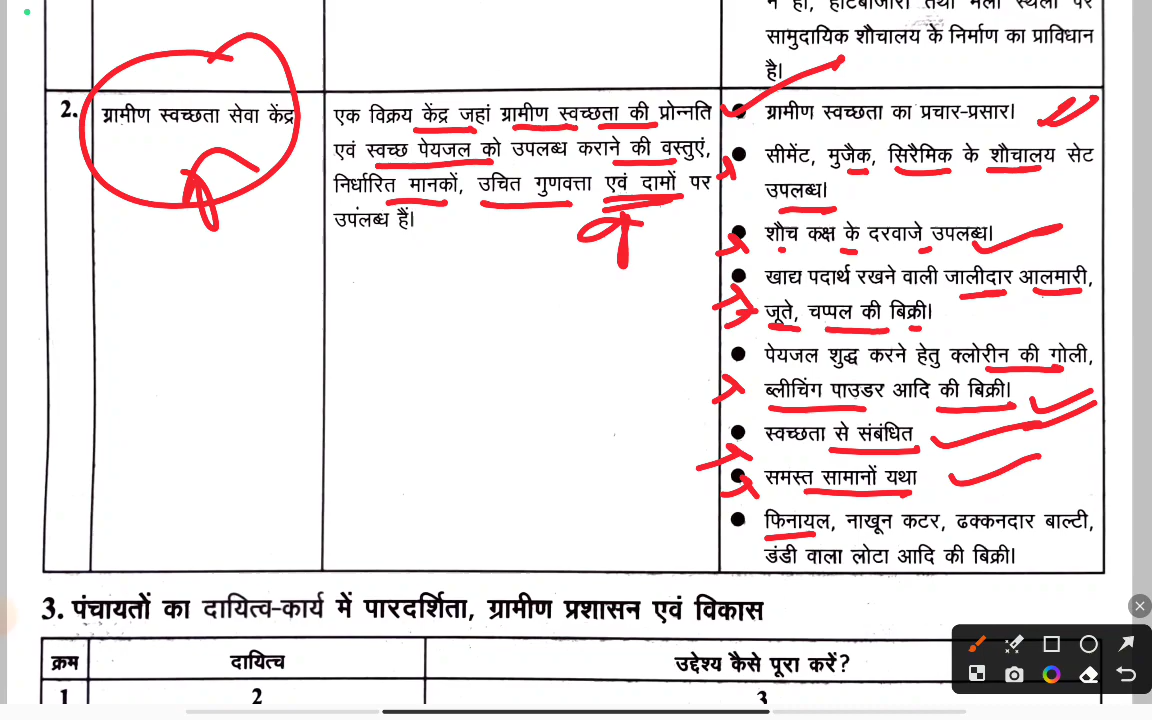 न हो, हाटबाजारों तथा मेला स्थलों पर
सामुदायिक शौचालय के निर्माण का प्राविधान
है।
2. ग्रामीण स्वच्छता सेवा केंद्र
एक विक्रय केंद्र जहां ग्रामीण स्वच्छता की प्रोन्नति
एवं स्वच्छ पेयजल को उपलब्ध कराने की वस्तुएं,
निर्धारित मानकों, उचित गुणवत्ता एवं दामों पर
उपलब्ध हैं।
● ग्रामीण स्वच्छता का प्रचार-प्रसार।
● सीमेंट, मुजैक, सिरैमिक के शौचालय सेट
उपलब्ध।
● शौच कक्ष के दरवाजे उपलब्ध।
● खाद्य पदार्थ रखने वाली जालीदार आलमारी,
जूते, चप्पल की बिक्री।
● पेयजल शुद्ध करने हेतु क्लोरीन की गोली,
ब्लीचिंग पाउडर आदि की बिक्री।
● स्वच्छता से संबंधित
● समस्त सामानों यथा
● फिनायल, नाखून कटर, ढक्कनदार बाल्टी,
डंडी वाला लोटा आदि की बिक्री।
3. पंचायतों का दायित्व-कार्य में पारदर्शिता, ग्रामीण प्रशासन एवं विकास
क्रम दायित्व उद्देश्य कैसे पूरा करें?
1 2 3